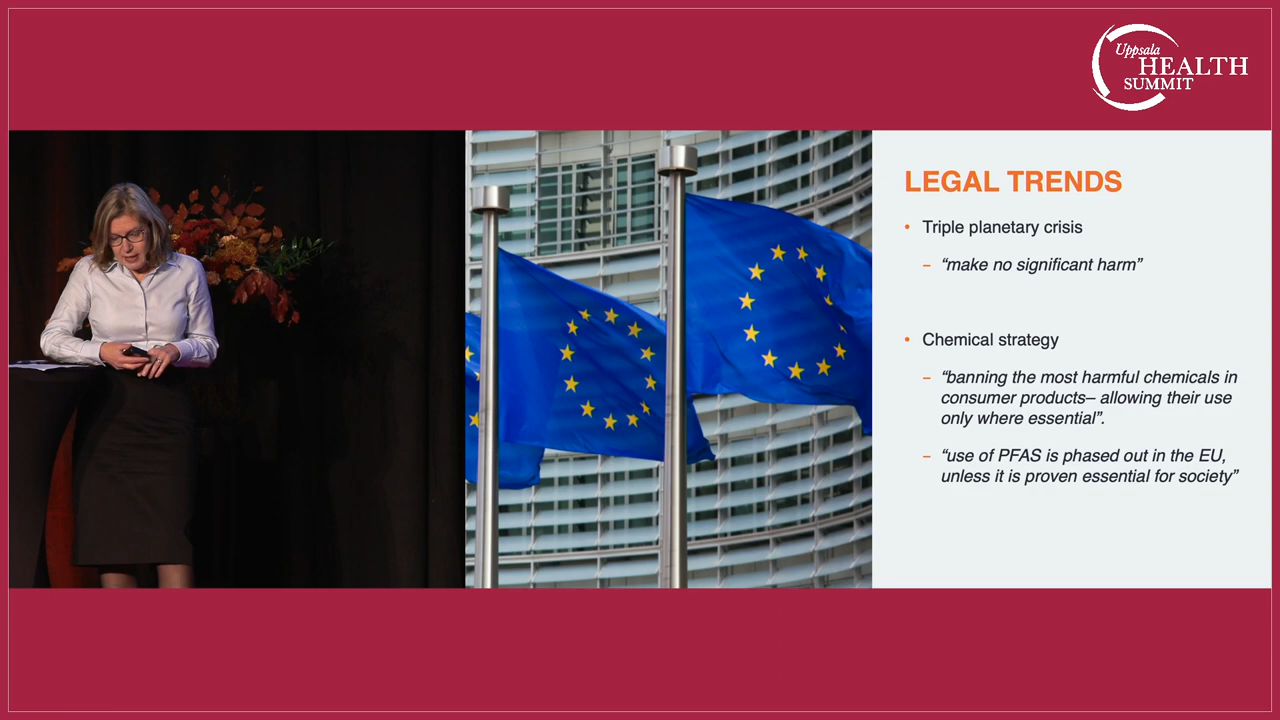 Uppsala
HEALTH
SUMMIT
LEGAL TRENDS
• Triple planetary crisis
– “make no significant harm”
• Chemical strategy
– “banning the most harmful chemicals in
consumer products– allowing their use
only where essential”.
– “use of PFAS is phased out in the EU,
unless it is proven essential for society”